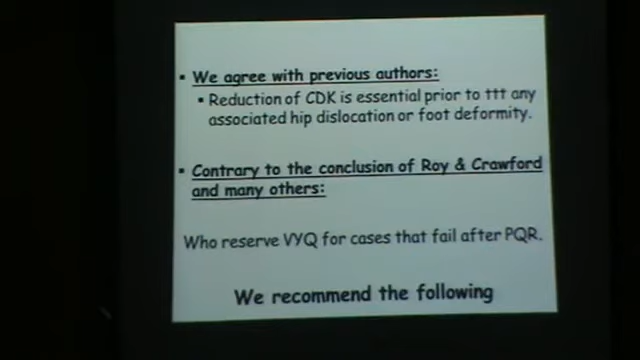 ▪ We agree with previous authors:
▪ Reduction of CDK is essential prior to ttt any
associated hip dislocation or foot deformity.
▪ Contrary to the conclusion of Roy & Crawford
and many others:
Who reserve VYQ for cases that fail after PQR.
We recommend the following